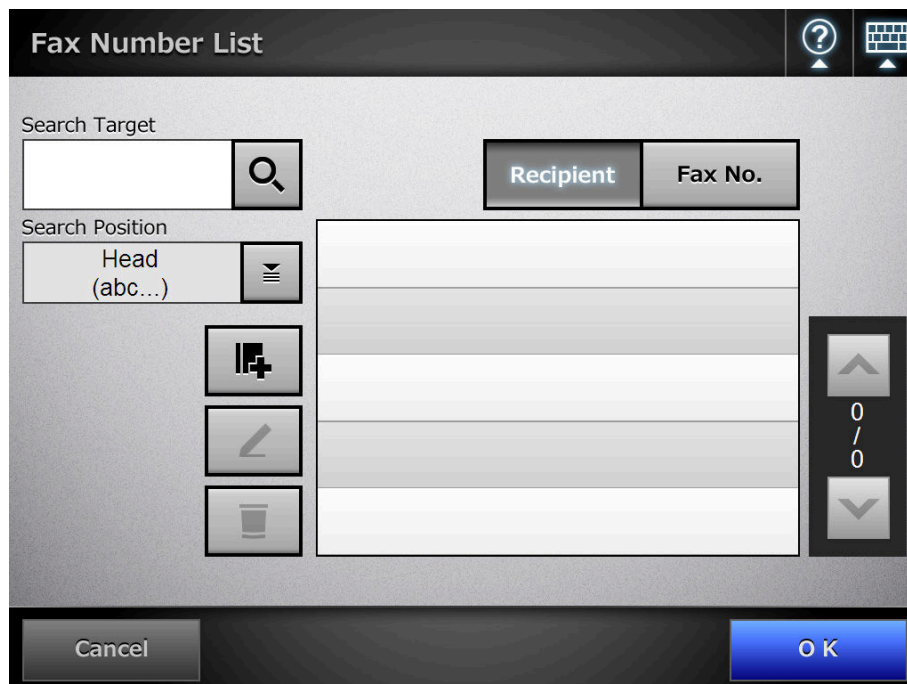 Fax Number List
?
Search Target
Recipient
Fax No.
Search Position
Head
(abc...)
0
/
0
Cancel
OK